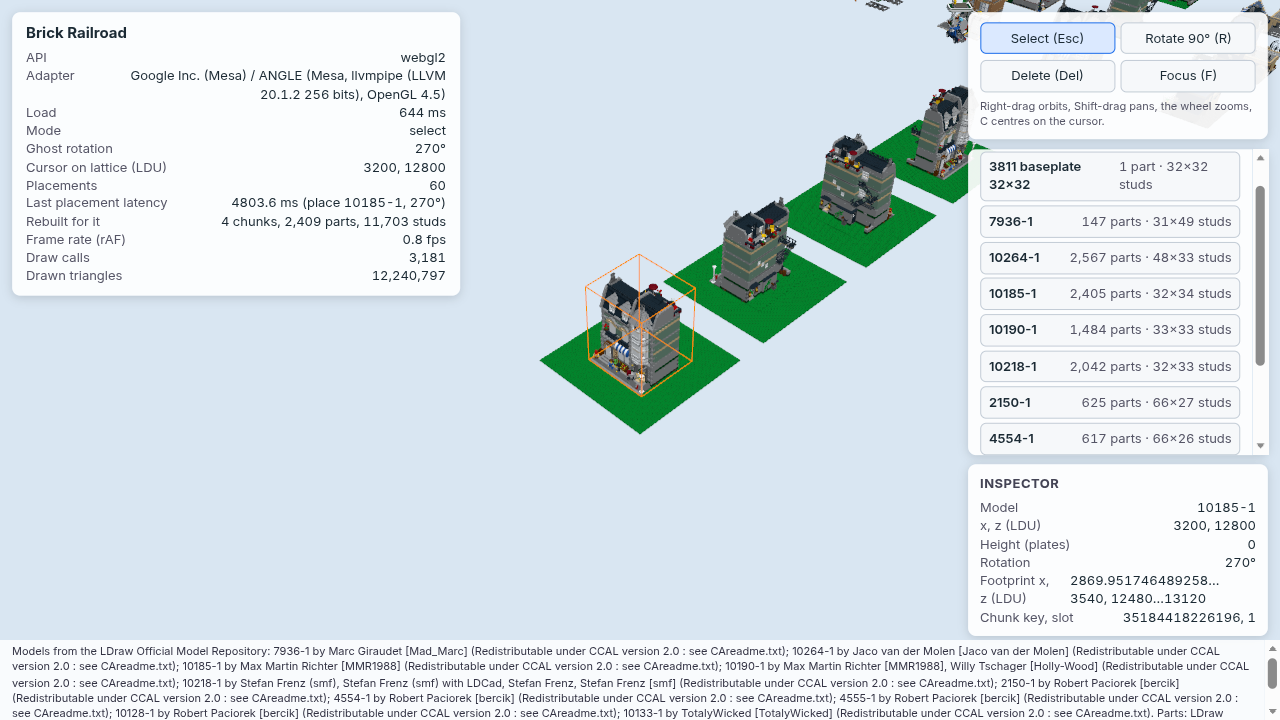 Brick Railroad
API webgl2
Adapter Google Inc. (Mesa) / ANGLE (Mesa, llvmpipe (LLVM
20.1.2 256 bits), OpenGL 4.5)
Load 644 ms
Mode select
Ghost rotation 270°
Cursor on lattice (LDU) 3200, 12800
Placements 60
Last placement latency 4803.6 ms (place 10185-1, 270°)
Rebuilt for it 4 chunks, 2,409 parts, 11,703 studs
Frame rate (rAF) 0.8 fps
Draw calls 3,181
Drawn triangles 12,240,797
Select (Esc) Rotate 90° (R)
Delete (Del) Focus (F)
Right-drag orbits, Shift-drag pans, the wheel zooms,
C centres on the cursor.
3811 baseplate 1 part · 32×32
32×32 studs
7936-1 147 parts · 31×49 studs
10264-1 2,567 parts · 48×33 studs
10185-1 2,405 parts · 32×34 studs
10190-1 1,484 parts · 33×33 studs
10218-1 2,042 parts · 32×33 studs
2150-1 625 parts · 66×27 studs
4554-1 617 parts · 66×26 studs
INSPECTOR
Model 10185-1
x, z (LDU) 3200, 12800
Height (plates) 0
Rotation 270°
Footprint x, 2869.951746489258…
z (LDU) 3540, 12480…13120
Chunk key, slot 35184418226196, 1
Models from the LDraw Official Model Repository: 7936-1 by Marc Giraudet [Mad_Marc] (Redistributable under CCAL version 2.0 : see CAreadme.txt); 10264-1 by Jaco van der Molen [Jaco van der Molen] (Redistributable under CCAL
version 2.0 : see CAreadme.txt); 10185-1 by Max Martin Richter [MMR1988] (Redistributable under CCAL version 2.0 : see CAreadme.txt); 10190-1 by Max Martin Richter [MMR1988], Willy Tschager [Holly-Wood] (Redistributable under CCAL
version 2.0 : see CAreadme.txt); 10218-1 by Stefan Frenz (smf), Stefan Frenz (smf) with LDCad, Stefan Frenz, Stefan Frenz [smf] (Redistributable under CCAL version 2.0 : see CAreadme.txt); 2150-1 by Robert Paciorek [bercik]
(Redistributable under CCAL version 2.0 : see CAreadme.txt); 4554-1 by Robert Paciorek [bercik] (Redistributable under CCAL version 2.0 : see CAreadme.txt); 4555-1 by Robert Paciorek [bercik] (Redistributable under CCAL version 2.0 :
see CAreadme.txt); 10128-1 by Robert Paciorek [bercik] (Redistributable under CCAL version 2.0 : see CAreadme.txt); 10133-1 by TotalyWicked [TotalyWicked] (Redistributable under CCAL version 2.0 : see CAreadme.txt). Parts: LDraw